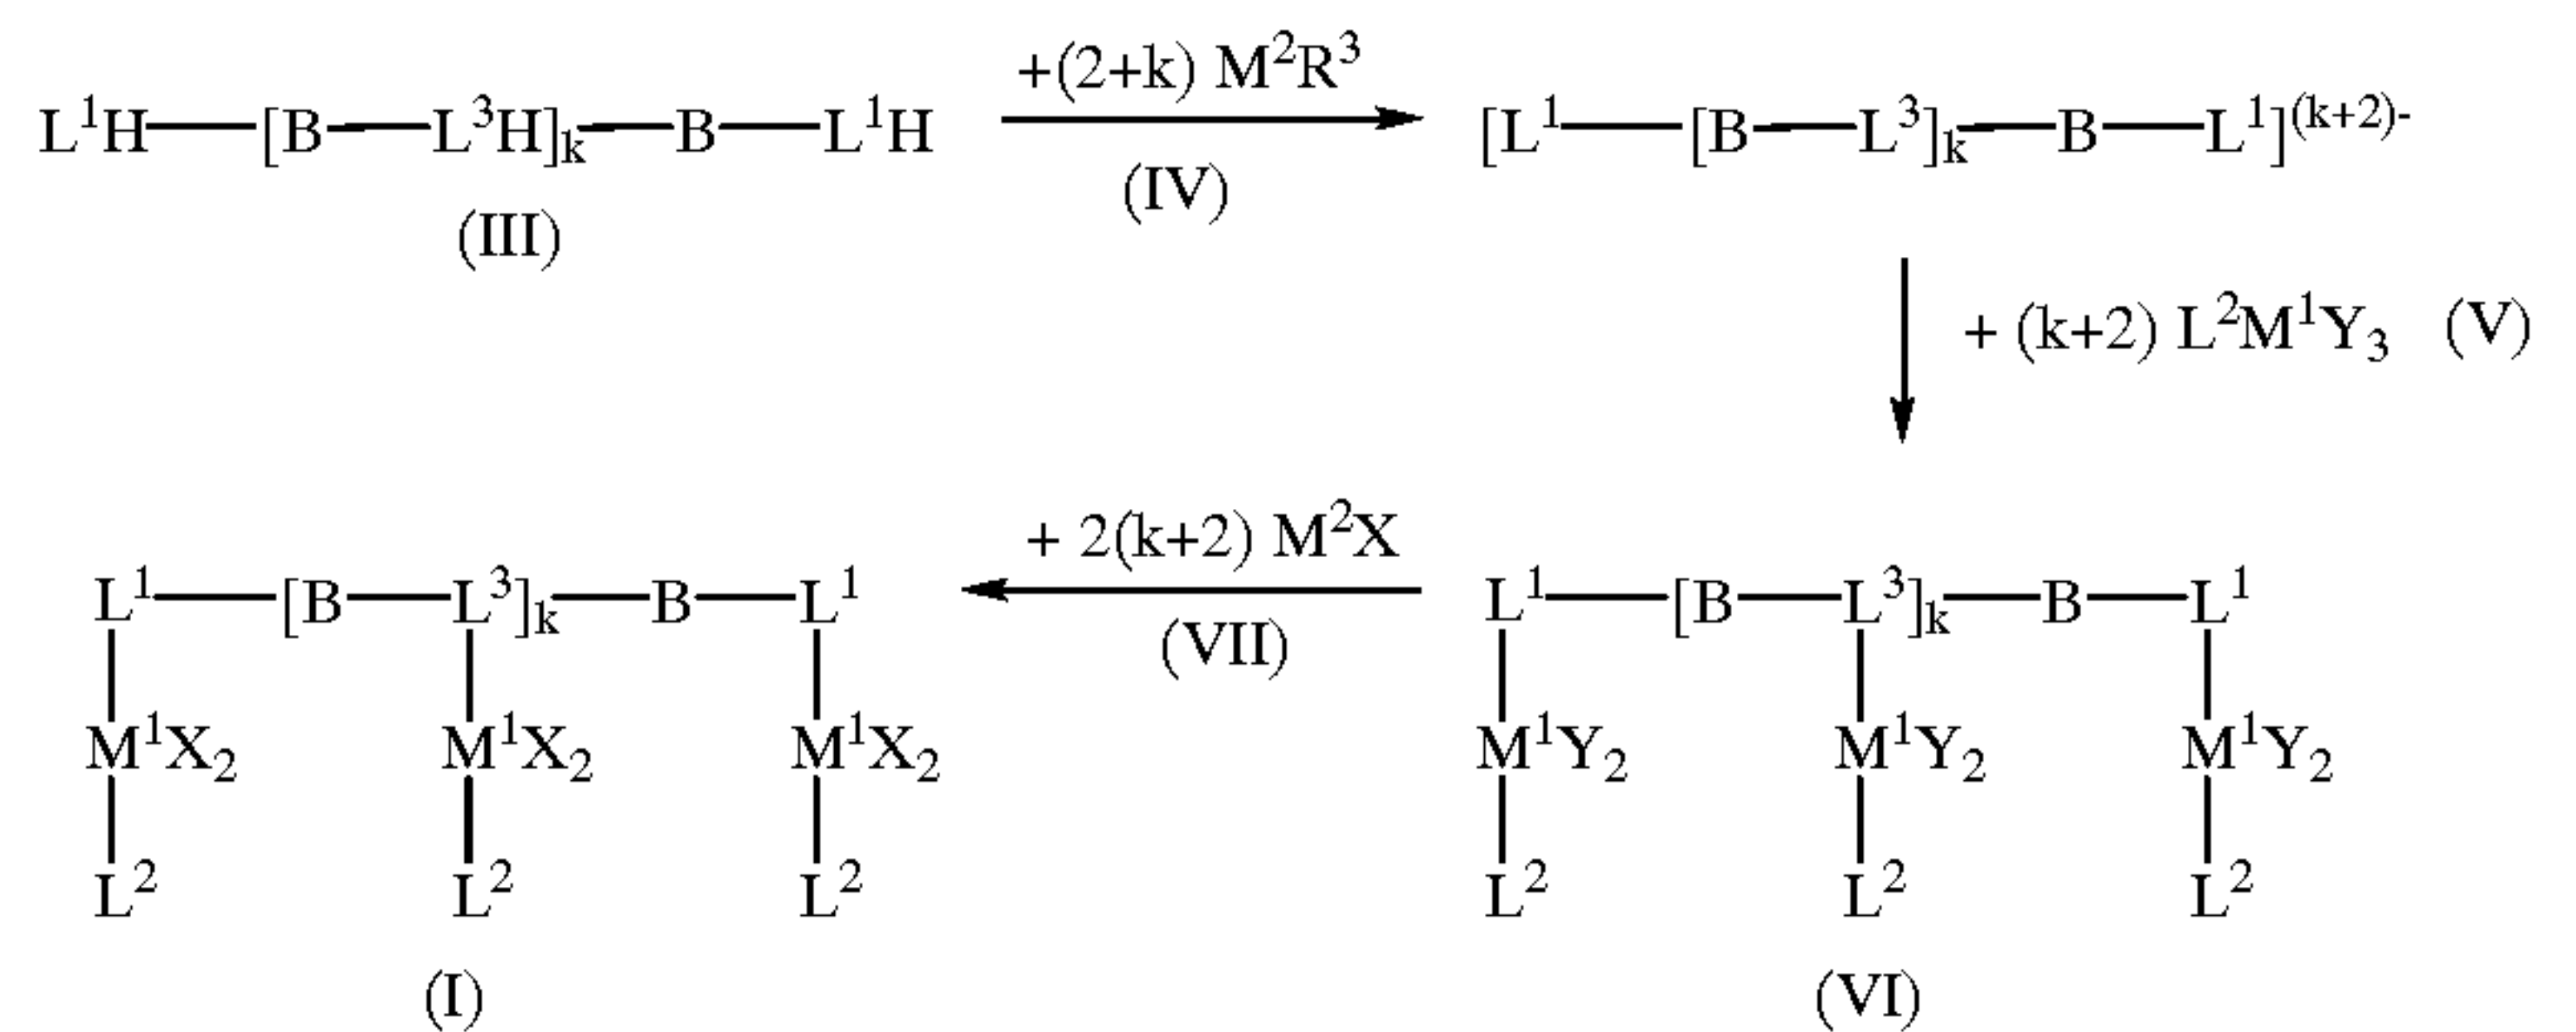 L¹H—[B—L³H]ₖ—B—L¹H
(III)
+(2+k) M²R³
(IV)
[L¹—[B—L³]ₖ—B—L¹]⁽ᵏ⁺²⁾⁻
+ (k+2) L²M¹Y₃ (V)
L¹—[B—L³]ₖ—B—L¹
M¹Y₂ M¹Y₂ M¹Y₂
L² L² L²
(VI)
+ 2(k+2) M²X
(VII)
L¹—[B—L³]ₖ—B—L¹
M¹X₂ M¹X₂ M¹X₂
L² L² L²
(I)